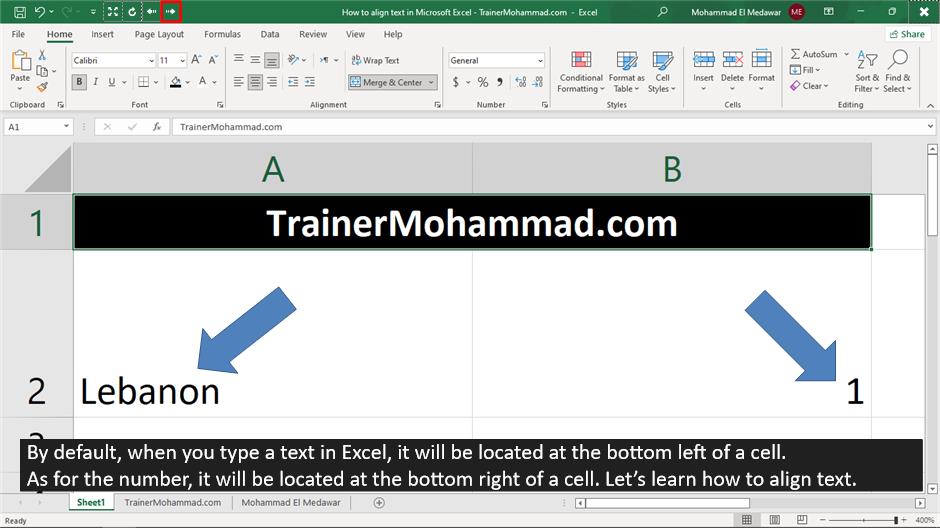 How to align text in Microsoft Excel - TrainerMohammad.com - Excel
Mohammad El Medawar
ME
File Home Insert Page Layout Formulas Data Review View Help
Share
Paste
Clipboard
Calibri 11
B I U
Font
Wrap Text
Merge & Center
Alignment
General
$ % ,
Number
Conditional Formatting
Format as Table
Cell Styles
Styles
Insert Delete Format
Cells
AutoSum
Fill
Clear
Sort & Filter
Find & Select
Editing
A1
fx
TrainerMohammad.com
A B
1 TrainerMohammad.com
2 Lebanon 1
By default, when you type a text in Excel, it will be located at the bottom left of a cell.
As for the number, it will be located at the bottom right of a cell. Let's learn how to align text.
Sheet1 TrainerMohammad.com Mohammad El Medawar
Ready
400%